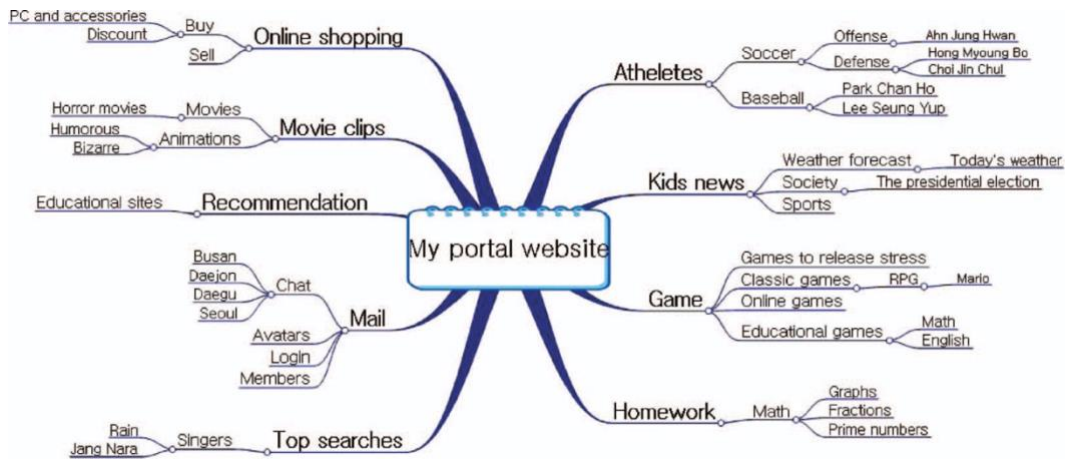 My portal website
Online shopping
Buy
PC and accessories
Discount
Sell
Movie clips
Movies
Horror movies
Animations
Humorous
Bizarre
Recommendation
Educational sites
Mail
Chat
Busan
Daejon
Daegu
Seoul
Avatars
Login
Members
Top searches
Singers
Rain
Jang Nara
Atheletes
Soccer
Offense
Ahn Jung Hwan
Defense
Hong Myoung Bo
Choi Jin Chul
Baseball
Park Chan Ho
Lee Seung Yup
Kids news
Weather forecast
Today's weather
Society
The presidential election
Sports
Game
Games to release stress
Classic games
RPG
Mario
Online games
Educational games
Math
English
Homework
Math
Graphs
Fractions
Prime numbers